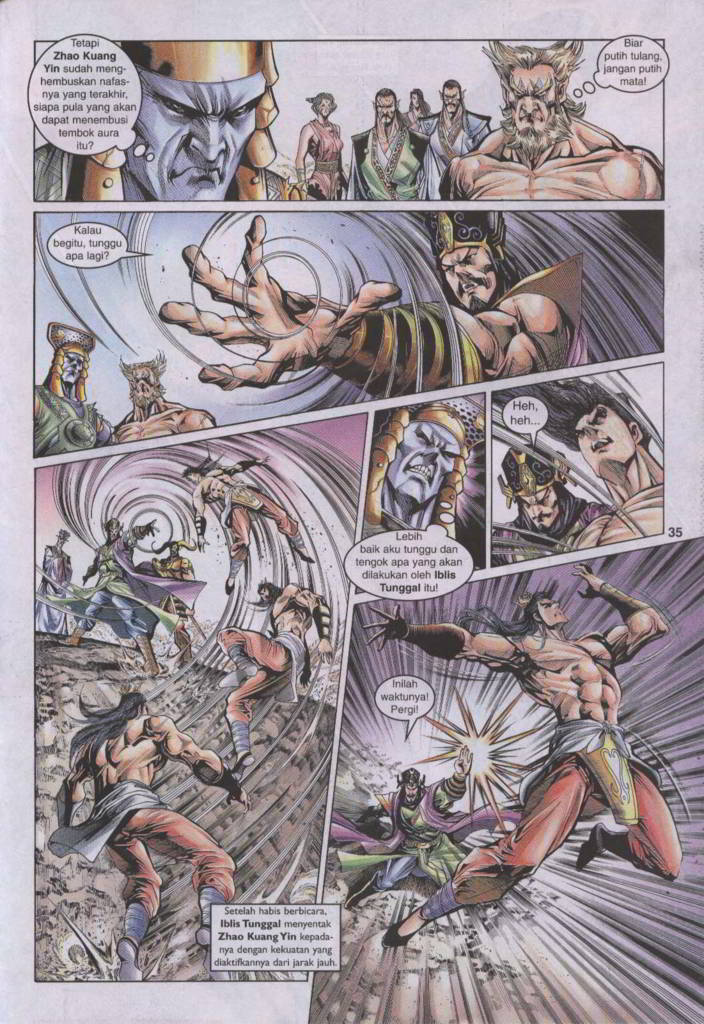 Tetapi
Zhao Kuang
Yin sudah meng-
hembuskan nafas-
nya yang terakhir,
siapa pula yang akan
dapat menembusi
tembok aura
itu?
Biar
putih tulang,
jangan putih
mata!
Kalau
begitu, tunggu
apa lagi?
Heh,
heh...
35
Lebih
baik aku tunggu dan
tengok apa yang akan
dilakukan oleh Iblis
Tunggal itu!
Inilah
waktunya!
Pergi!
Setelah habis berbicara,
Iblis Tunggal menyentak
Zhao Kuang Yin kepada-
nya dengan kekuatan yang
diaktifkannya dari jarak jauh.